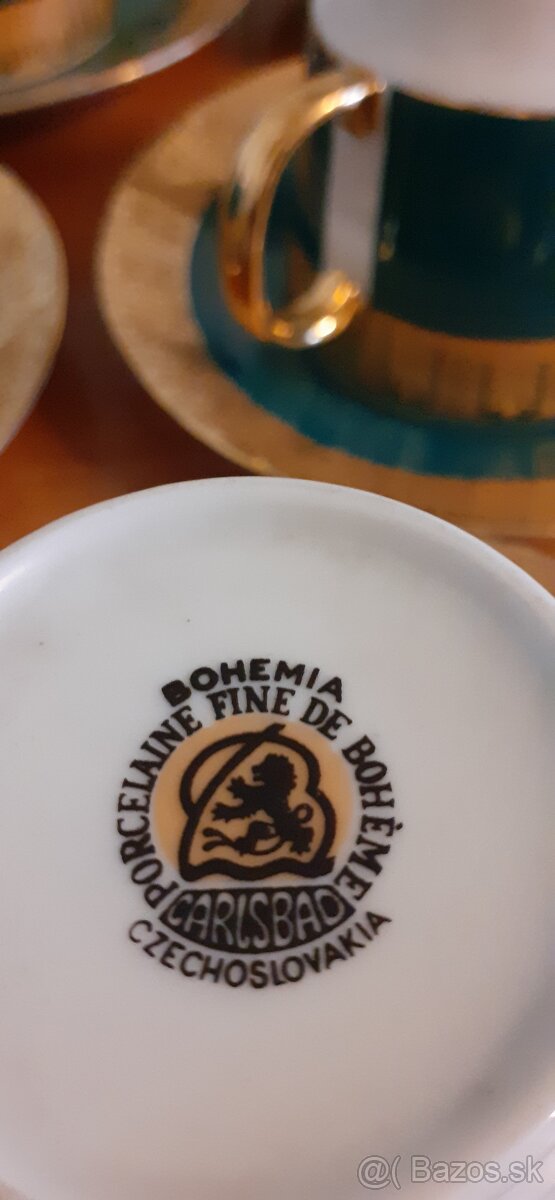 BOHEMIA
PORCELAINE FINE DE BOHÈME
CARLSBAD
CZECHOSLOVAKIA
@( Bazos.sk